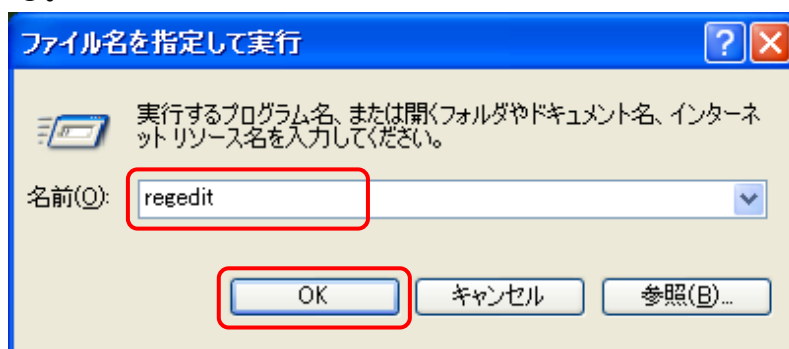 ファイル名を指定して実行
実行するプログラム名、または開くフォルダやドキュメント名、インターネ
ット リソース名を入力してください。
名前(O): regedit
OK キャンセル 参照(B)...